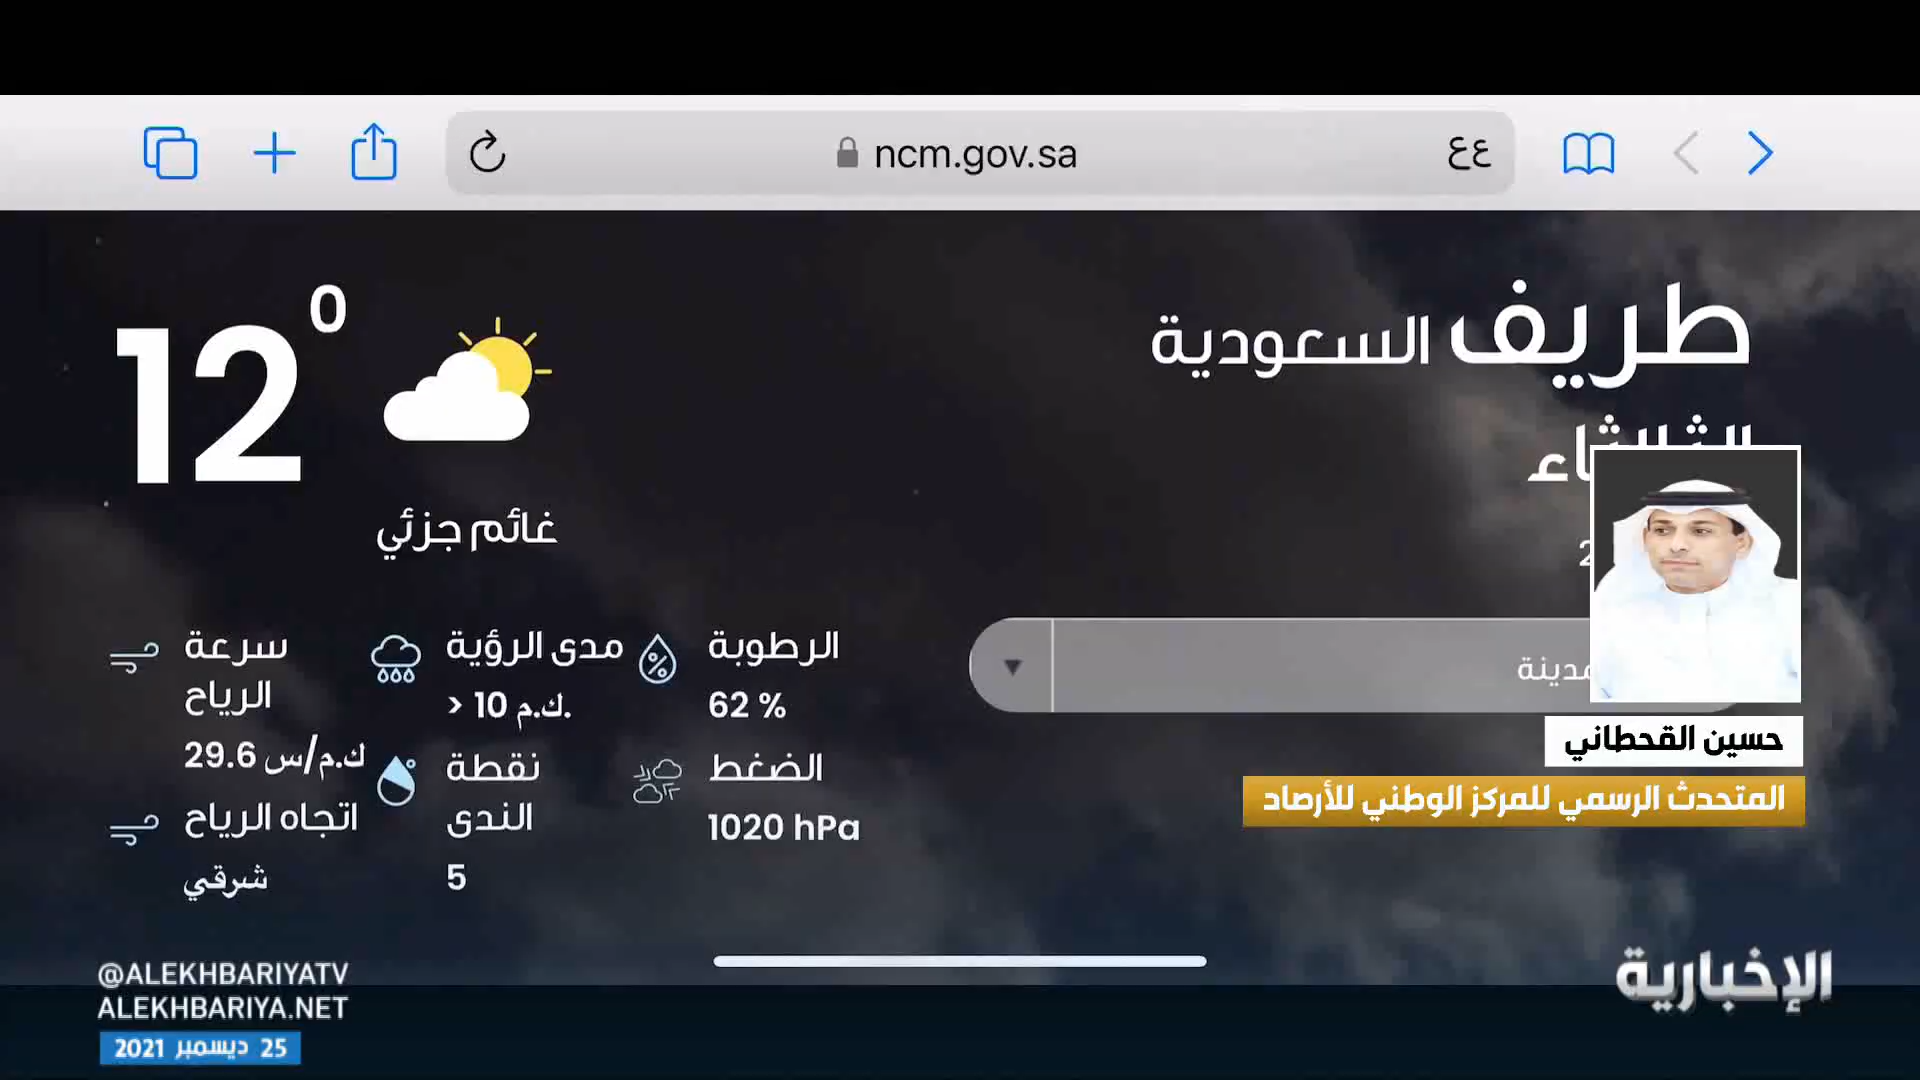 ncm.gov.sa
عع
طريف السعودية
الثلاثاء
12°
غائم جزئي
الرطوبة
62 %
مدى الرؤية
> 10 ك.م.
سرعة
الرياح
29.6 ك.م/س
الضغط
1020 hPa
نقطة
الندى
5
اتجاه الرياح
شرقي
حسين القحطاني
المتحدث الرسمي للمركز الوطني للأرصاد
الإخبارية
@ALEKHBARIYATV
ALEKHBARIYA.NET
25 ديسمبر 2021